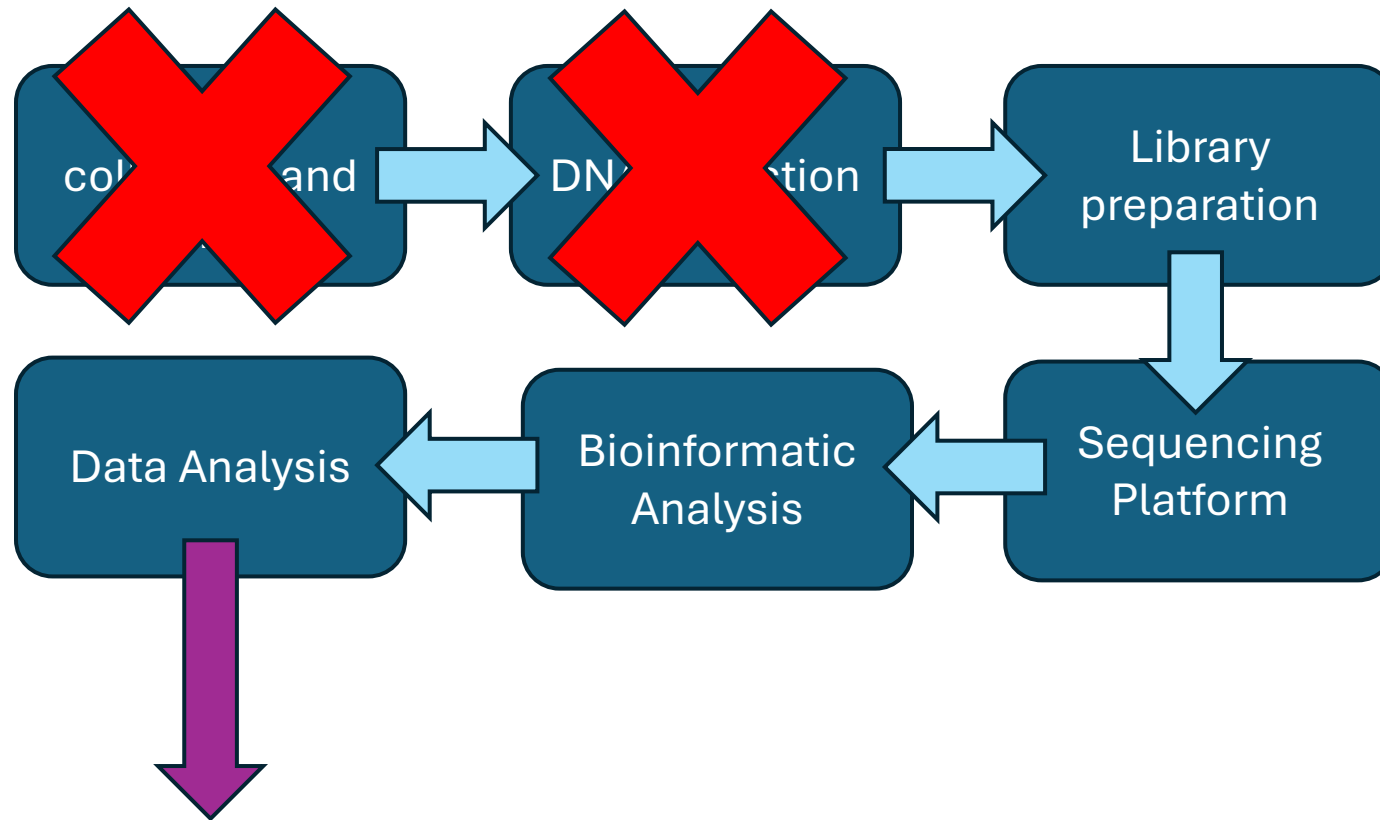 and
Library
preparation
Data Analysis
Bioinformatic
Analysis
Sequencing
Platform